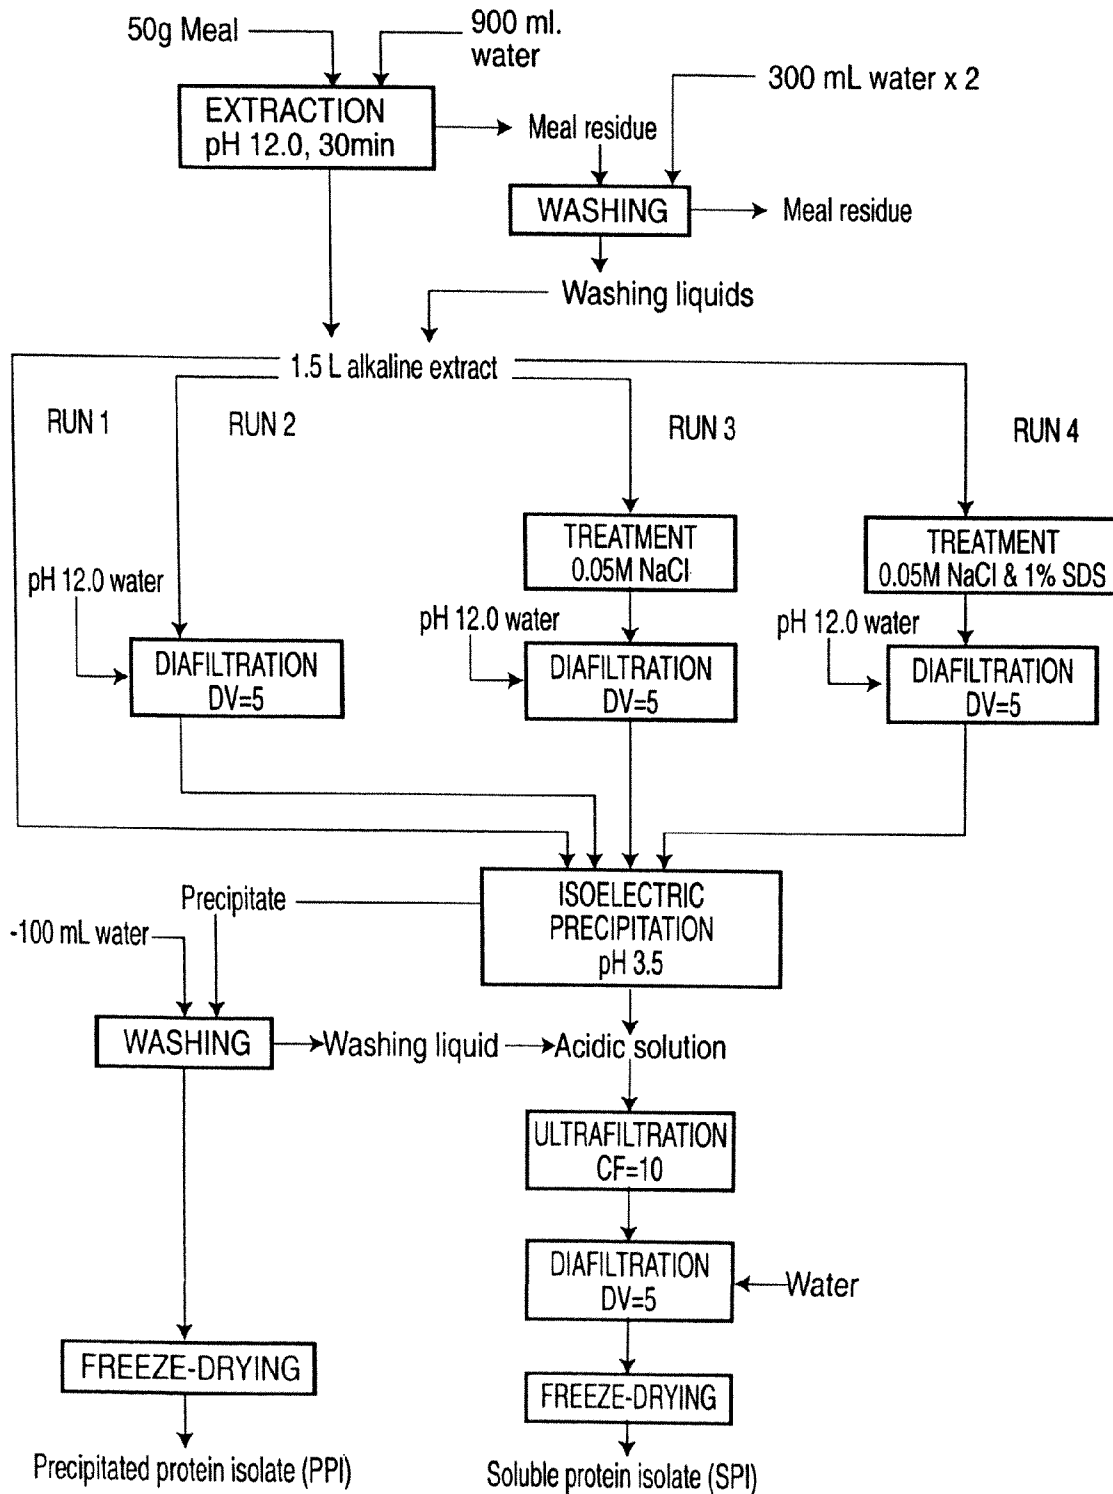 50g Meal
900 ml.
water
300 mL water x 2
EXTRACTION
pH 12.0, 30min
Meal residue
WASHING
Meal residue
Washing liquids
1.5 L alkaline extract
RUN 1
RUN 2
RUN 3
RUN 4
TREATMENT
0.05M NaCl
TREATMENT
0.05M NaCl & 1% SDS
pH 12.0 water
pH 12.0 water
pH 12.0 water
DIAFILTRATION
DV=5
DIAFILTRATION
DV=5
DIAFILTRATION
DV=5
ISOELECTRIC
PRECIPITATION
pH 3.5
Precipitate
-100 mL water
WASHING
Washing liquid
Acidic solution
ULTRAFILTRATION
CF=10
DIAFILTRATION
DV=5
Water
FREEZE-DRYING
FREEZE-DRYING
Precipitated protein isolate (PPI)
Soluble protein isolate (SPI)